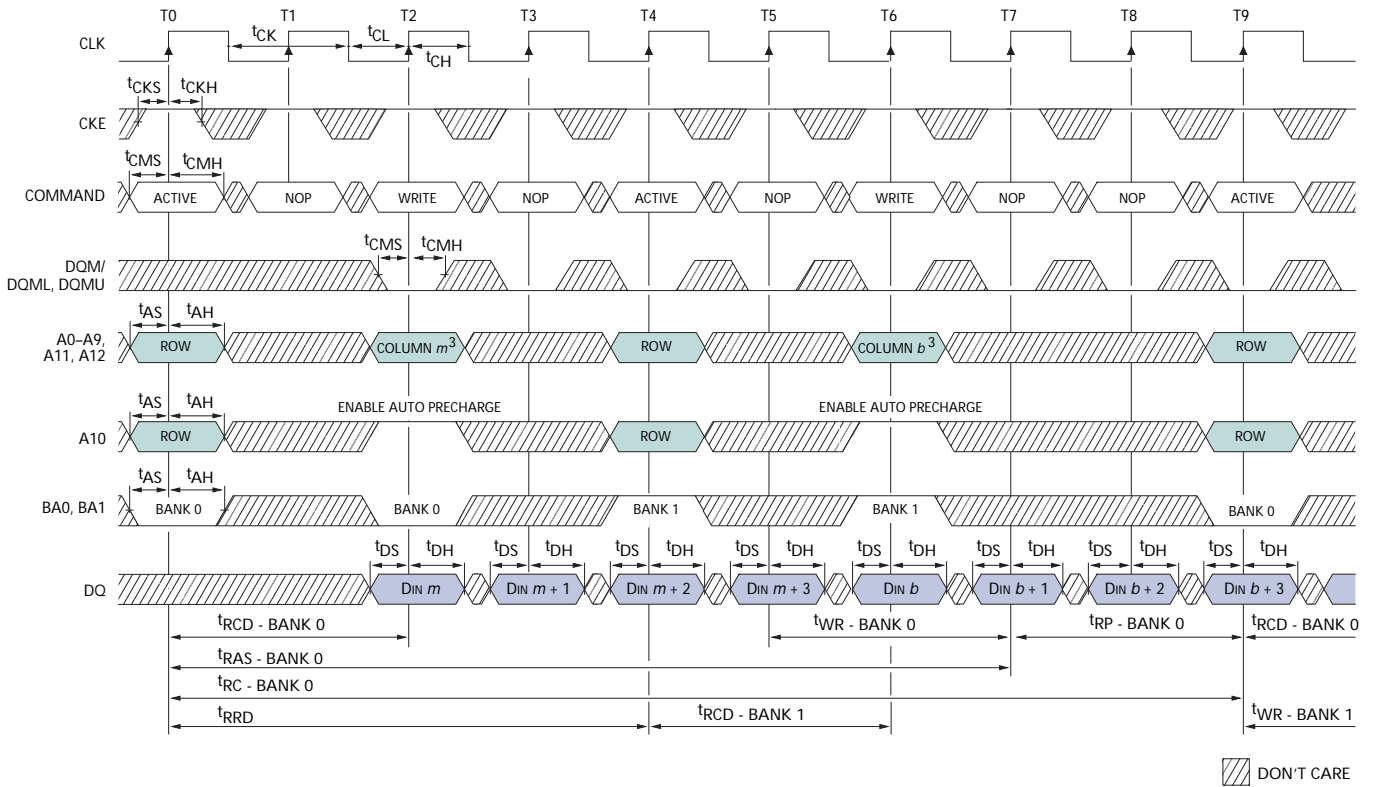 T0 T1 T2 T3 T4 T5 T6 T7 T8 T9
CLK
tCK tCL
tCH
tCKS tCKH
CKE
tCMS tCMH
COMMAND ACTIVE NOP WRITE NOP ACTIVE NOP WRITE NOP NOP ACTIVE
tCMS tCMH
DQM/
DQML, DQMU
tAS tAH
A0–A9,
A11, A12
ROW COLUMN m3 ROW COLUMN b3 ROW
tAS tAH
ENABLE AUTO PRECHARGE ENABLE AUTO PRECHARGE
A10 ROW ROW ROW
tAS tAH
BA0, BA1 BANK 0 BANK 0 BANK 1 BANK 1 BANK 0
tDS tDH tDS tDH tDS tDH tDS tDH tDS tDH tDS tDH tDS tDH tDS tDH
DQ DIN m DIN m + 1 DIN m + 2 DIN m + 3 DIN b DIN b + 1 DIN b + 2 DIN b + 3
tRCD - BANK 0 tWR - BANK 0 tRP - BANK 0 tRCD - BANK 0
tRAS - BANK 0
tRC - BANK 0
tRRD tRCD - BANK 1 tWR - BANK 1
DON'T CARE